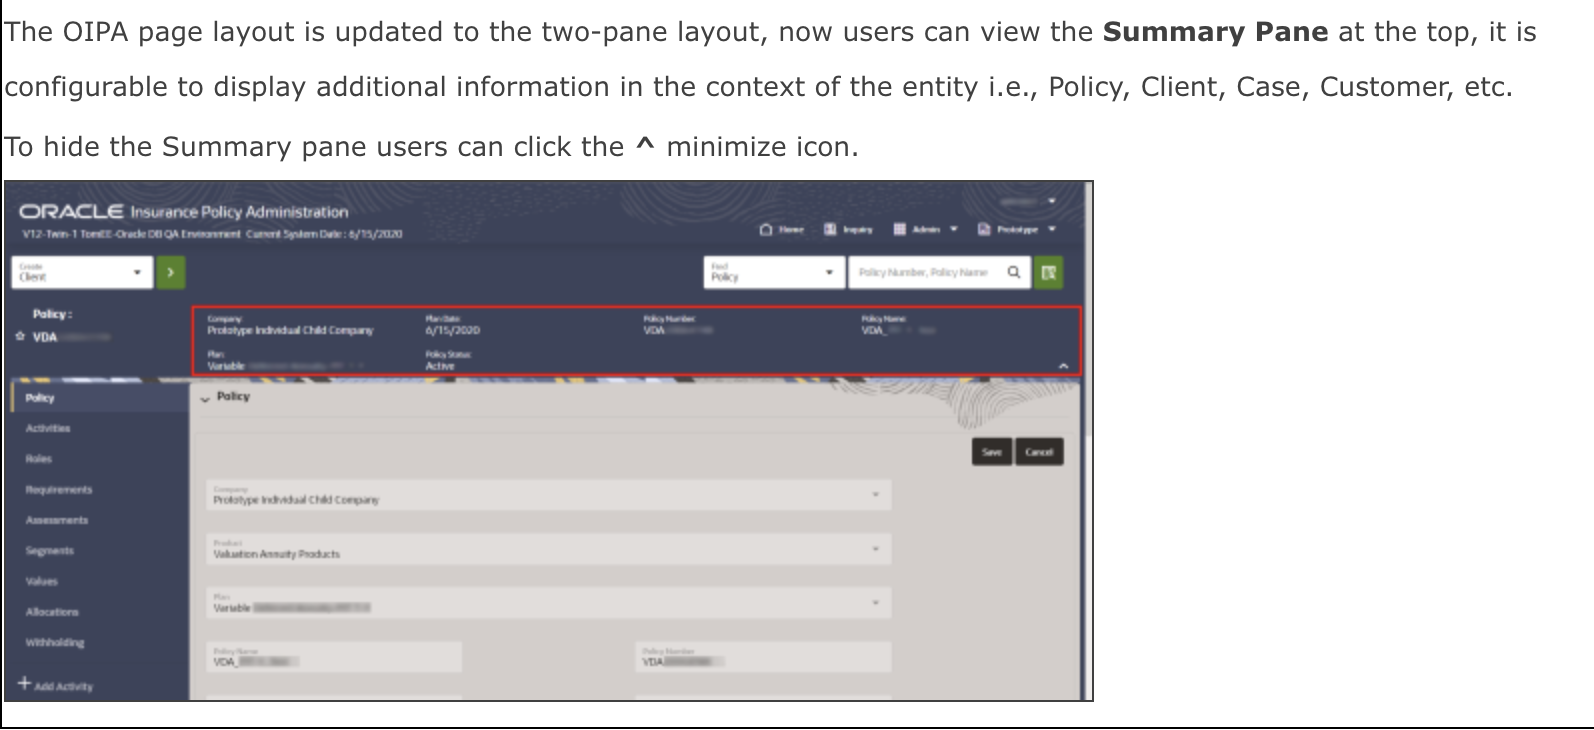 The OIPA page layout is updated to the two-pane layout, now users can view the Summary Pane at the top, it is
configurable to display additional information in the context of the entity i.e., Policy, Client, Case, Customer, etc.
To hide the Summary pane users can click the ^ minimize icon.
ORACLE Insurance Policy Administration
V12-Twin-1 TomEE-Oracle DB QA Environment Current System Date : 6/15/2020
Home Inquiry Admin Prototype
Create
Client
Find
Policy
Policy Number, Policy Name
Policy :
VDA
Company: Plan Date: Policy Number: Policy Name:
Prototype Individual Child Company 6/15/2020 VDA VDA_
Plan: Policy Status:
Variable Active
Policy
Activities
Roles
Requirements
Assessments
Segments
Values
Allocations
Withholding
+ Add Activity
Policy
Save Cancel
Company
Prototype Individual Child Company
Product
Valuation Annuity Products
Plan
Variable
Policy Name Policy Number
VDA_ VDA